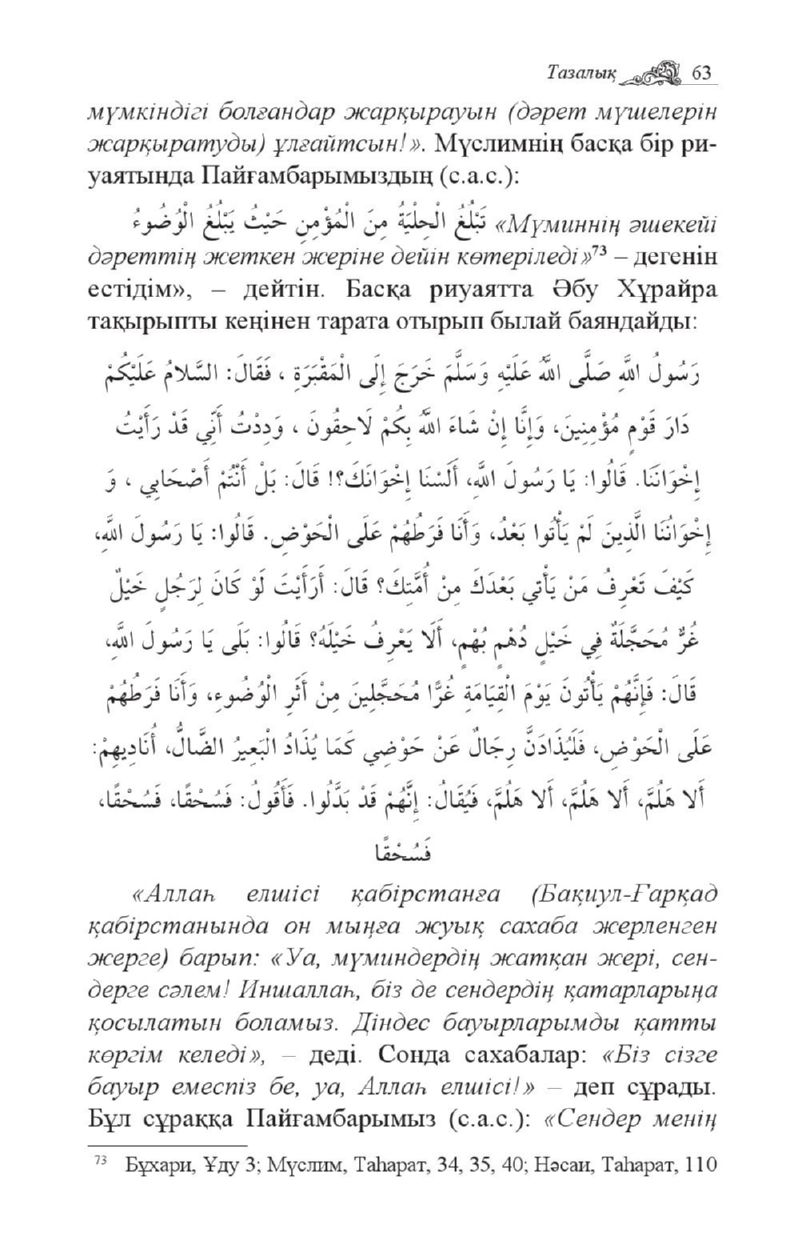 Тазалық 63
мүмкіндігі болғандар жарқырауын (дәрет мүшелерін
жарқыратуды) ұлғайтсын!». Мүслимнің басқа бір ри-
уаятында Пайғамбарымыздың (с.а.с.):
تَبْلُغُ الْحِلْيَةُ مِنَ الْمُؤْمِنِ حَيْثُ يَبْلُغُ الْوُضُوءُ «Мүминнің әшекейі
дәреттің жеткен жеріне дейін көтеріледі»⁷³ – дегенін
естідім», – дейтін. Басқа риуаятта Әбу Хұрайра
тақырыпты кеңінен тарата отырып былай баяндайды:
رَسُولُ اللهِ صَلَّى اللهُ عَلَيْهِ وَسَلَّمَ خَرَجَ إِلَى الْمَقْبَرَةِ ، فَقَالَ: السَّلامُ عَلَيْكُمْ
دَارَ قَوْمٍ مُؤْمِنِينَ، وَإِنَّا إِنْ شَاءَ اللهُ بِكُمْ لَاحِقُونَ ، وَدِدْتُ أَنِّي قَدْ رَأَيْتُ
إِخْوَانَنَا. قَالُوا: يَا رَسُولَ اللهِ، أَلَسْنَا إِخْوَانَكَ؟! قَالَ: بَلْ أَنْتُمْ أَصْحَابِي ، وَ
إِخْوَانُنَا الَّذِينَ لَمْ يَأْتُوا بَعْدُ، وَأَنَا فَرَطُهُمْ عَلَى الْحَوْضِ. قَالُوا: يَا رَسُولَ اللهِ،
كَيْفَ تَعْرِفُ مَنْ يَأْتِي بَعْدَكَ مِنْ أُمَّتِكَ؟ قَالَ: أَرَأَيْتَ لَوْ كَانَ لِرَجُلٍ خَيْلٌ
غُرٌّ مُحَجَّلَةٌ فِي خَيْلٍ دُهْمٍ بُهْمٍ، أَلَا يَعْرِفُ خَيْلَهُ؟ قَالُوا: بَلَى يَا رَسُولَ اللهِ،
قَالَ: فَإِنَّهُمْ يَأْتُونَ يَوْمَ الْقِيَامَةِ غُرًّا مُحَجَّلِينَ مِنْ أَثَرِ الْوُضُوءِ، وَأَنَا فَرَطُهُمْ
عَلَى الْحَوْضِ، فَلَيُذَادَنَّ رِجَالٌ عَنْ حَوْضِي كَمَا يُذَادُ الْبَعِيرُ الضَّالُّ، أُنَادِيهِمْ:
أَلا هَلُمَّ، أَلا هَلُمَّ، أَلا هَلُمَّ، فَيُقَالُ: إِنَّهُمْ قَدْ بَدَّلُوا. فَأَقُولُ: فَسُحْقًا، فَسُحْقًا،
فَسُحْقًا
«Аллаһ елшісі қабірстанға (Бақиул-Ғарқад
қабірстанында он мыңға жуық сахаба жерленген
жерге) барып: «Уа, мүминдердің жатқан жері, сен-
дерге сәлем! Иншаллаһ, біз де сендердің қатарларыңа
қосылатын боламыз. Діндес бауырларымды қатты
көргім келеді», – деді. Сонда сахабалар: «Біз сізге
бауыр емеспіз бе, уа, Аллаһ елшісі!» – деп сұрады.
Бұл сұраққа Пайғамбарымыз (с.а.с.): «Сендер менің
⁷³ Бұхари, Ұду 3; Мүслим, Таһарат, 34, 35, 40; Нәсаи, Таһарат, 110